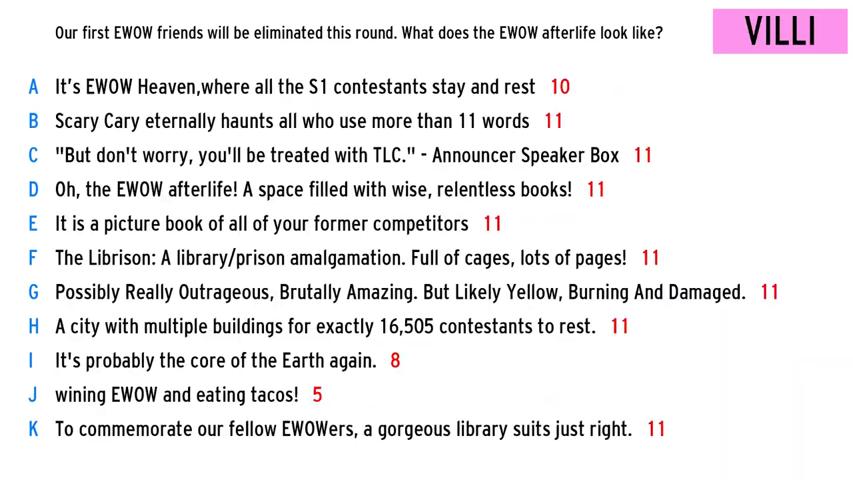 Our first EWOW friends will be eliminated this round. What does the EWOW afterlife look like?
VILLI
A It's EWOW Heaven,where all the S1 contestants stay and rest 10
B Scary Cary eternally haunts all who use more than 11 words 11
C "But don't worry, you'll be treated with TLC." - Announcer Speaker Box 11
D Oh, the EWOW afterlife! A space filled with wise, relentless books! 11
E It is a picture book of all of your former competitors 11
F The Librison: A library/prison amalgamation. Full of cages, lots of pages! 11
G Possibly Really Outrageous, Brutally Amazing. But Likely Yellow, Burning And Damaged. 11
H A city with multiple buildings for exactly 16,505 contestants to rest. 11
I It's probably the core of the Earth again. 8
J wining EWOW and eating tacos! 5
K To commemorate our fellow EWOWers, a gorgeous library suits just right. 11